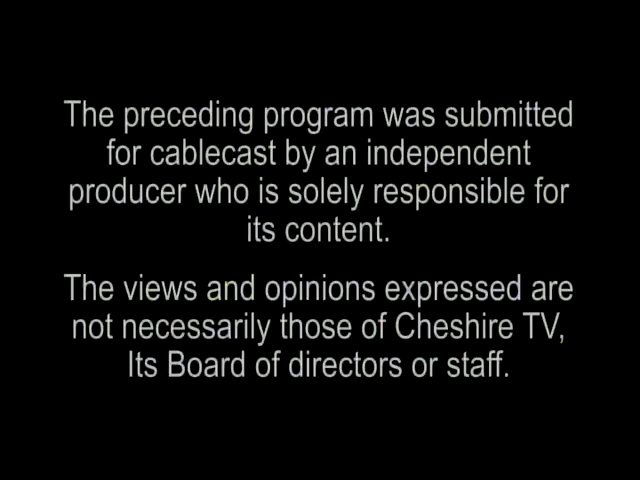 The preceding program was submitted
for cablecast by an independent
producer who is solely responsible for
its content.
The views and opinions expressed are
not necessarily those of Cheshire TV,
Its Board of directors or staff.